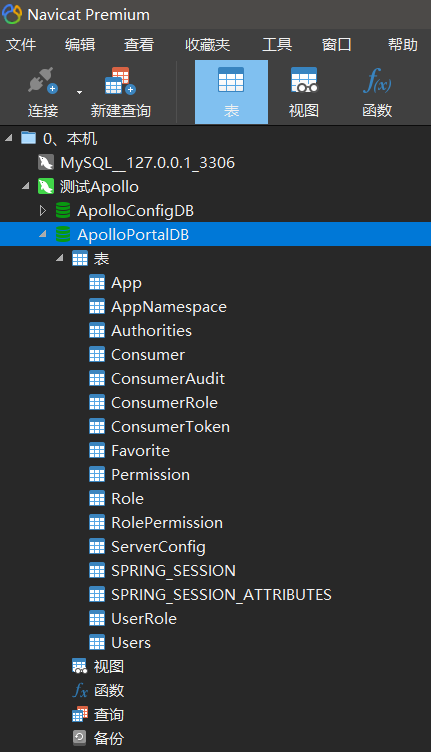 Navicat Premium
文件 编辑 查看 收藏夹 工具 窗口 帮助
连接 新建查询 表 视图 f(x) 函数
0、本机
MySQL__127.0.0.1_3306
测试Apollo
ApolloConfigDB
ApolloPortalDB
表
App
AppNamespace
Authorities
Consumer
ConsumerAudit
ConsumerRole
ConsumerToken
Favorite
Permission
Role
RolePermission
ServerConfig
SPRING_SESSION
SPRING_SESSION_ATTRIBUTES
UserRole
Users
视图
fx 函数
查询
备份